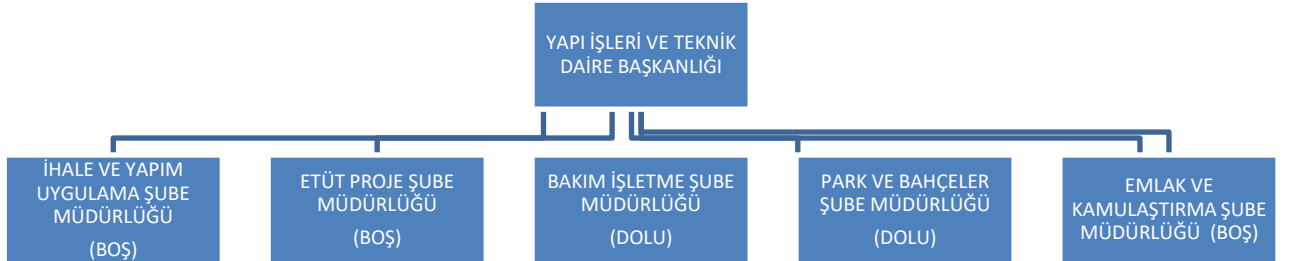 YAPI İŞLERİ VE TEKNİK
DAİRE BAŞKANLIĞI
İHALE VE YAPIM
UYGULAMA ŞUBE
MÜDÜRLÜĞÜ
(BOŞ)
ETÜT PROJE ŞUBE
MÜDÜRLÜĞÜ
(BOŞ)
BAKIM İŞLETME ŞUBE
MÜDÜRLÜĞÜ
(DOLU)
PARK VE BAHÇELER
ŞUBE MÜDÜRLÜĞÜ
(DOLU)
EMLAK VE
KAMULAŞTIRMA ŞUBE
MÜDÜRLÜĞÜ (BOŞ)